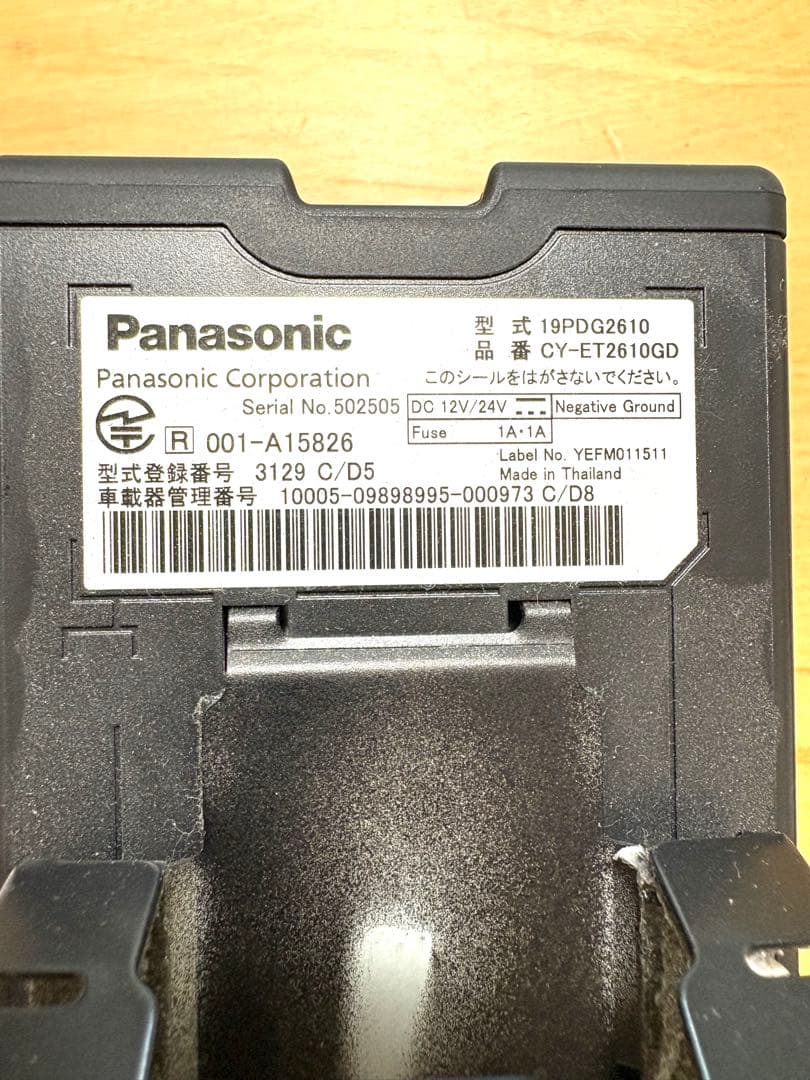 Panasonic
型 式 19PDG2610
品 番 CY-ET2610GD
Panasonic Corporation
このシールをはがさないでください。
Serial No.502505
DC 12V/24V
Negative Ground
R 001-A15826
Fuse 1A・1A
Label No. YEFM011511
型式登録番号 3129 C/D5
Made in Thailand
車載器管理番号 10005-09898995-000973 C/D8